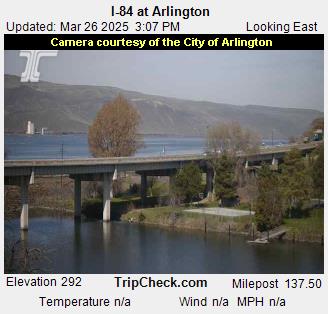 I-84 at Arlington
Updated: Mar 26 2025 3:07 PM Looking East
Camera courtesy of the City of Arlington
Elevation 292 TripCheck.com Milepost 137.50
Temperature n/a Wind n/a MPH n/a